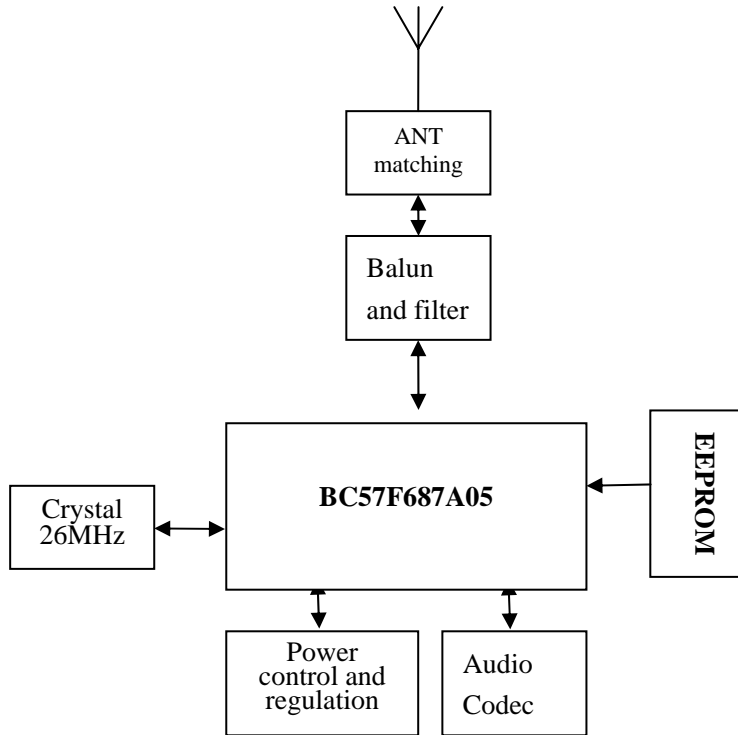 ANT
matching
Balun
and filter
BC57F687A05
EEPROM
Crystal
26MHz
Power
control and
regulation
Audio
Codec